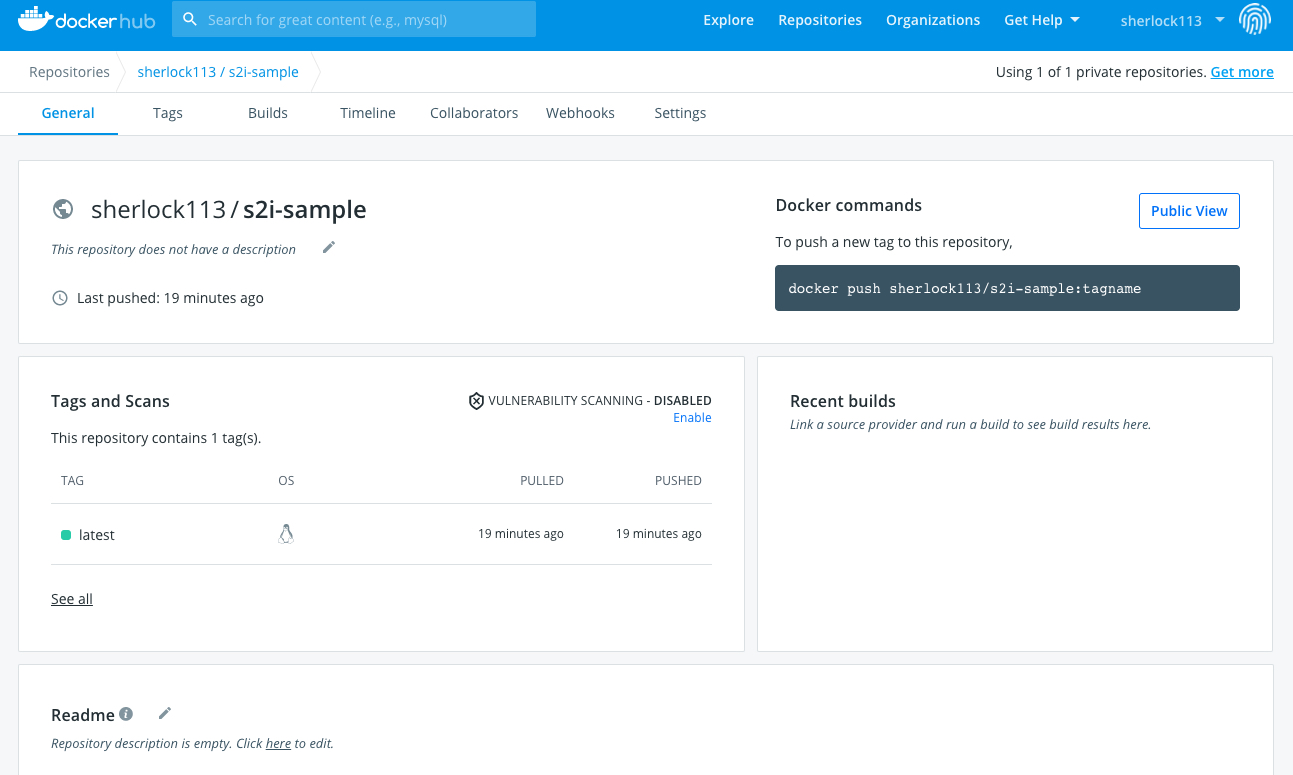 docker hub
Search for great content (e.g., mysql)
Explore Repositories Organizations Get Help sherlock113
Repositories sherlock113 / s2i-sample Using 1 of 1 private repositories. Get more
General Tags Builds Timeline Collaborators Webhooks Settings
sherlock113 / s2i-sample
This repository does not have a description
Last pushed: 19 minutes ago
Docker commands
Public View
To push a new tag to this repository,
docker push sherlock113/s2i-sample:tagname
Tags and Scans
VULNERABILITY SCANNING - DISABLED
Enable
This repository contains 1 tag(s).
TAG OS PULLED PUSHED
latest 19 minutes ago 19 minutes ago
See all
Recent builds
Link a source provider and run a build to see build results here.
Readme
Repository description is empty. Click here to edit.